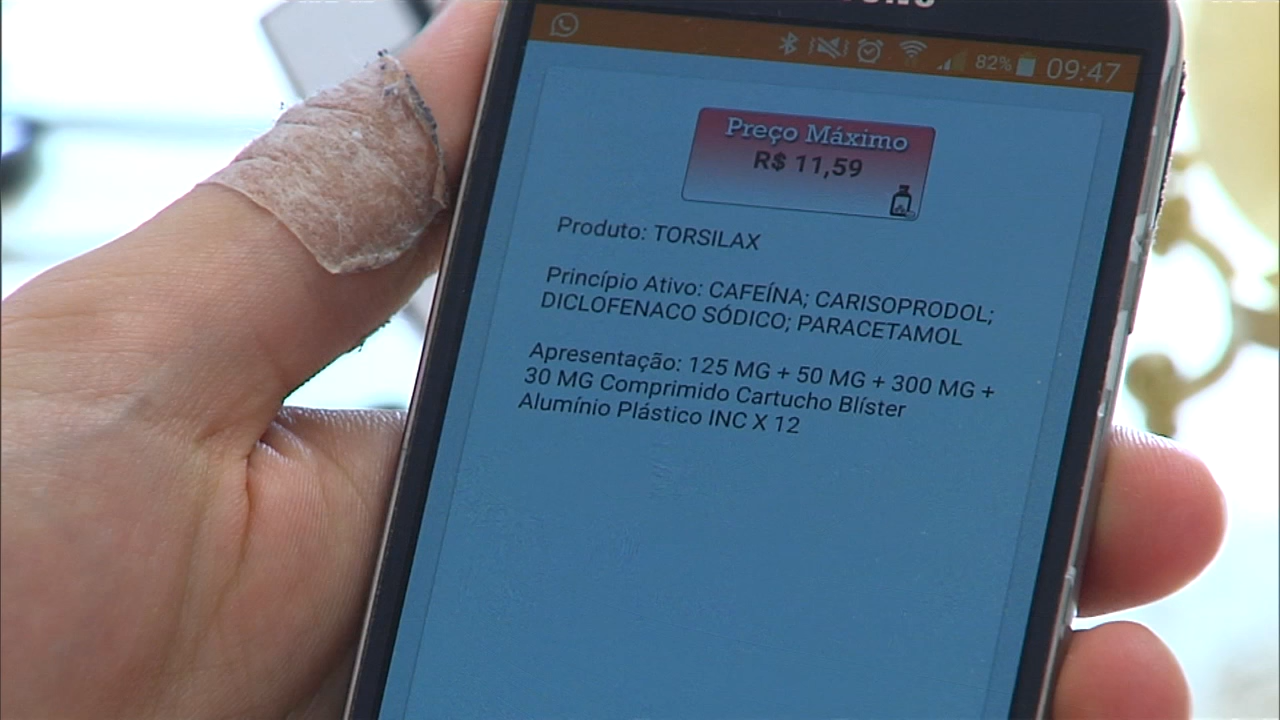 82% 09:47
Preço Máximo
R$ 11,59
Produto: TORSILAX
Princípio Ativo: CAFEÍNA; CARISOPRODOL;
DICLOFENACO SÓDICO; PARACETAMOL
Apresentação: 125 MG + 50 MG + 300 MG +
30 MG Comprimido Cartucho Blíster
Alumínio Plástico INC X 12